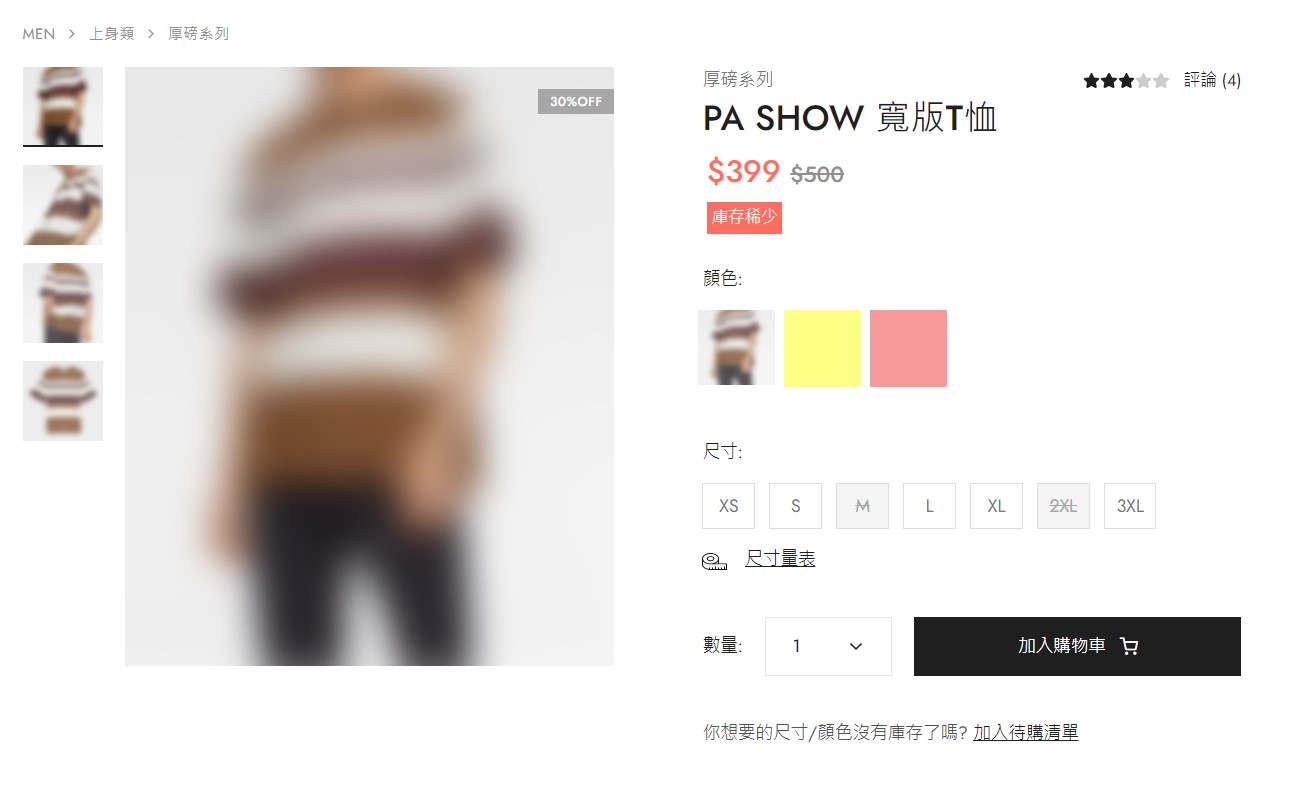 MEN > 上身類 > 厚磅系列
30%OFF
厚磅系列
評論 (4)
PA SHOW 寬版T恤
$399 $500
庫存稀少
顏色:
尺寸:
XS S M L XL 2XL 3XL
尺寸量表
數量: 1 加入購物車
你想要的尺寸/顏色沒有庫存了嗎? 加入待購清單